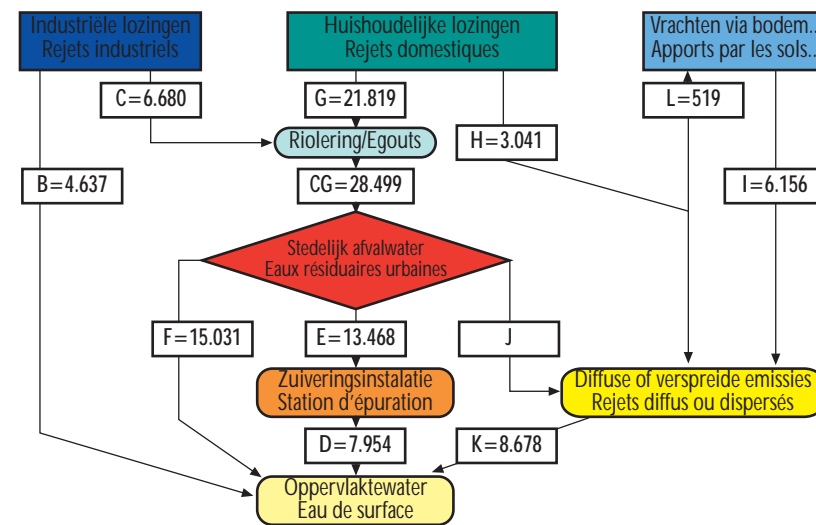 Industriële lozingen
Rejets industriels
Huishoudelijke lozingen
Rejets domestiques
Vrachten via bodem..
Apports par les sols..
C=6.680
G=21.819
L=519
Riolering/Egouts
H=3.041
B=4.637
CG=28.499
I=6.156
Stedelijk afvalwater
Eaux résiduaires urbaines
F=15.031
E=13.468
J
Zuiveringsinstalatie
Station d'épuration
Diffuse of verspreide emissies
Rejets diffus ou dispersés
D=7.954
K=8.678
Oppervlaktewater
Eau de surface